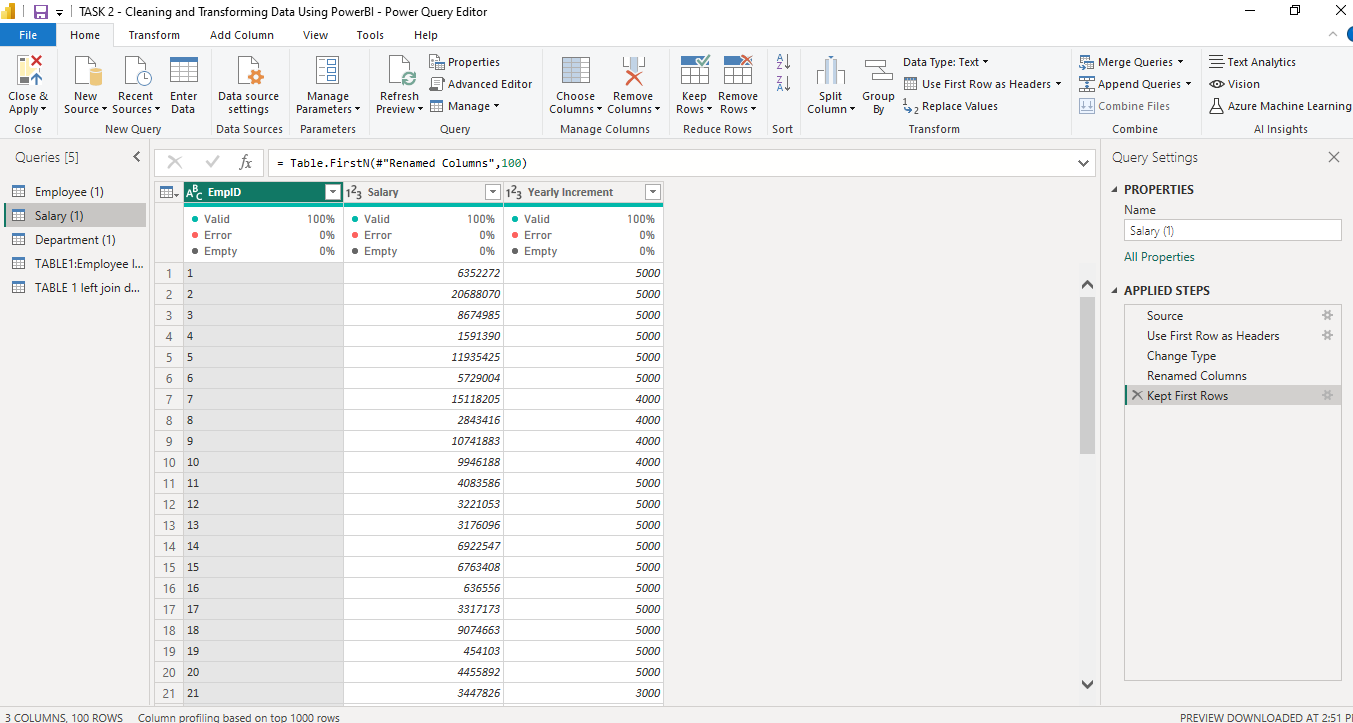 TASK 2 - Cleaning and Transforming Data Using PowerBI - Power Query Editor
File Home Transform Add Column View Tools Help
Close & Apply
Close
New Source
Recent Sources
Enter Data
New Query
Data source settings
Data Sources
Manage Parameters
Parameters
Refresh Preview
Properties
Advanced Editor
Manage
Query
Choose Columns
Remove Columns
Manage Columns
Keep Rows
Remove Rows
Reduce Rows
Sort
Split Column
Group By
Data Type: Text
Use First Row as Headers
Replace Values
Transform
Merge Queries
Append Queries
Combine Files
Combine
Text Analytics
Vision
Azure Machine Learning
AI Insights
Queries [5]
Employee (1)
Salary (1)
Department (1)
TABLE1:Employee I...
TABLE 1 left join d...
fx = Table.FirstN(#"Renamed Columns",100)
ABC EmpID 123 Salary 123 Yearly Increment
Valid 100% Valid 100% Valid 100%
Error 0% Error 0% Error 0%
Empty 0% Empty 0% Empty 0%
1 1 6352272 5000
2 2 20688070 5000
3 3 8674985 5000
4 4 1591390 5000
5 5 11935425 5000
6 6 5729004 5000
7 7 15118205 4000
8 8 2843416 4000
9 9 10741883 4000
10 10 9946188 4000
11 11 4083586 5000
12 12 3221053 5000
13 13 3176096 5000
14 14 6922547 5000
15 15 6763408 5000
16 16 636556 5000
17 17 3317173 5000
18 18 9074663 5000
19 19 454103 5000
20 20 4455892 5000
21 21 3447826 3000
Query Settings
PROPERTIES
Name
Salary (1)
All Properties
APPLIED STEPS
Source
Use First Row as Headers
Change Type
Renamed Columns
Kept First Rows
3 COLUMNS, 100 ROWS Column profiling based on top 1000 rows
PREVIEW DOWNLOADED AT 2:51 P